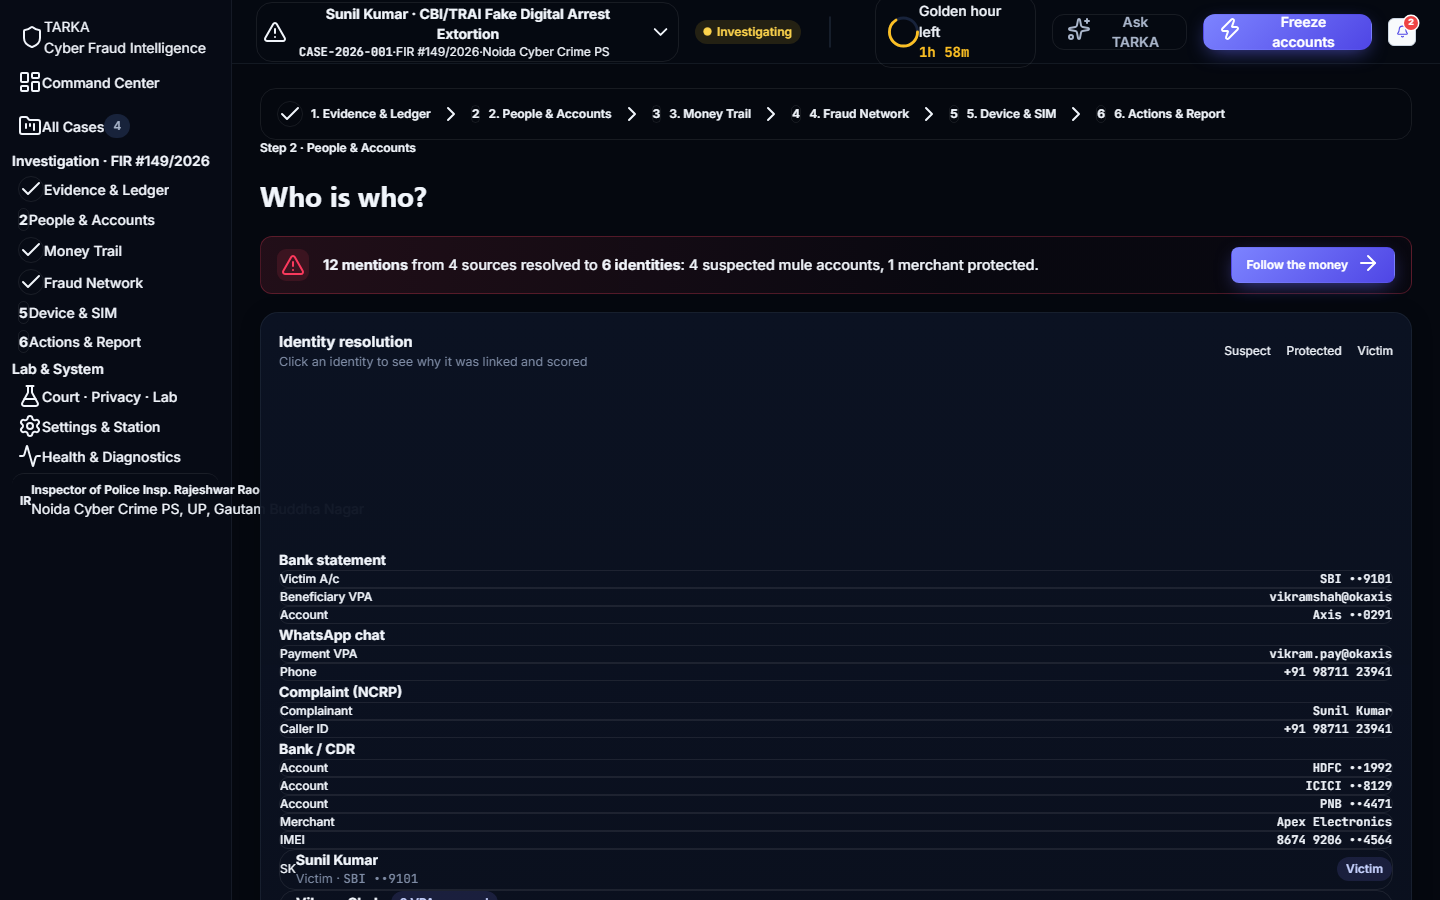 TARKA
Cyber Fraud Intelligence
Command Center
All Cases 4
Investigation · FIR #149/2026
Evidence & Ledger
2 People & Accounts
Money Trail
Fraud Network
5 Device & SIM
6 Actions & Report
Lab & System
Court · Privacy · Lab
Settings & Station
Health & Diagnostics
IR
Inspector of Police Insp. Rajeshwar Rao
Noida Cyber Crime PS, UP, Gautam Buddha Nagar
Sunil Kumar · CBI/TRAI Fake Digital Arrest
Extortion
CASE-2026-001·FIR #149/2026·Noida Cyber Crime PS
Investigating
Golden hour
left
1h 58m
Ask
TARKA
Freeze
accounts
2
1. Evidence & Ledger
2 2. People & Accounts
3 3. Money Trail
4 4. Fraud Network
5 5. Device & SIM
6 6. Actions & Report
Step 2 · People & Accounts
Who is who?
12 mentions from 4 sources resolved to 6 identities: 4 suspected mule accounts, 1 merchant protected.
Follow the money
Identity resolution
Click an identity to see why it was linked and scored
Suspect Protected Victim
Bank statement
Victim A/c SBI ••9101
Beneficiary VPA vikramshah@okaxis
Account Axis ••0291
WhatsApp chat
Payment VPA vikram.pay@okaxis
Phone +91 98711 23941
Complaint (NCRP)
Complainant Sunil Kumar
Caller ID +91 98711 23941
Bank / CDR
Account HDFC ••1992
Account ICICI ••8129
Account PNB ••4471
Merchant Apex Electronics
IMEI 8674 9206 ••4564
SK
Sunil Kumar
Victim · SBI ••9101
Victim